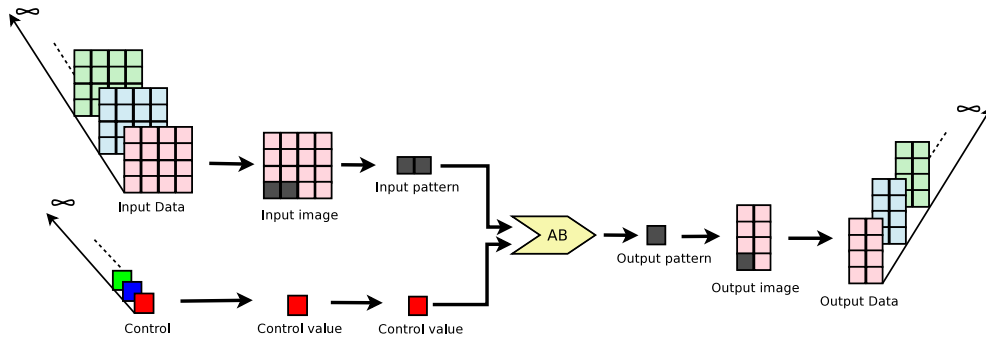 ∞
∞
Input Data
Input image
Input pattern
∞
AB
Output pattern
Output image
Output Data
Control
Control value
Control value